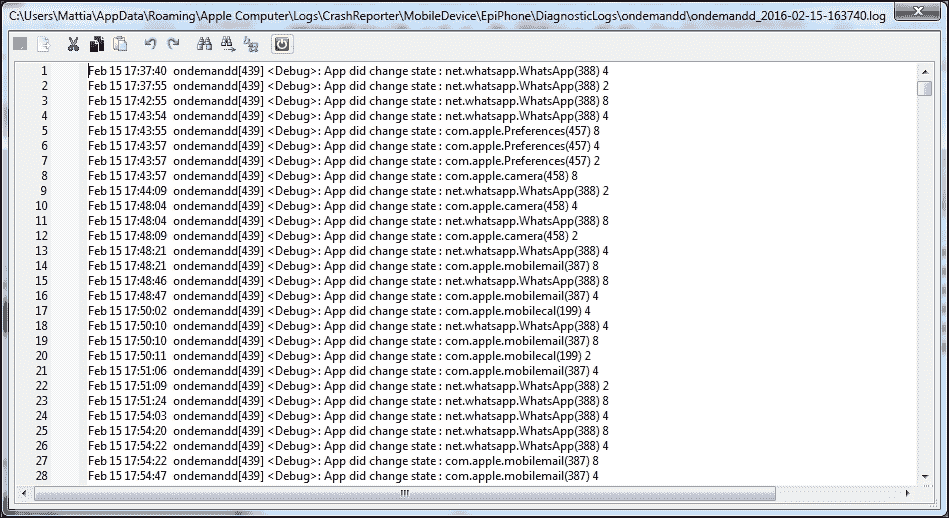 C:\Users\Mattia\AppData\Roaming\Apple Computer\Logs\CrashReporter\MobileDevice\EpiPhone\DiagnosticLogs\ondemandd\ondemandd_2016-02-15-163740.log
1 Feb 15 17:37:40 ondemandd[439] <Debug>: App did change state : net.whatsapp.WhatsApp(388) 4
2 Feb 15 17:37:55 ondemandd[439] <Debug>: App did change state : net.whatsapp.WhatsApp(388) 2
3 Feb 15 17:42:55 ondemandd[439] <Debug>: App did change state : net.whatsapp.WhatsApp(388) 8
4 Feb 15 17:43:54 ondemandd[439] <Debug>: App did change state : net.whatsapp.WhatsApp(388) 4
5 Feb 15 17:43:55 ondemandd[439] <Debug>: App did change state : com.apple.Preferences(457) 8
6 Feb 15 17:43:57 ondemandd[439] <Debug>: App did change state : com.apple.Preferences(457) 4
7 Feb 15 17:43:57 ondemandd[439] <Debug>: App did change state : com.apple.Preferences(457) 2
8 Feb 15 17:43:57 ondemandd[439] <Debug>: App did change state : com.apple.camera(458) 8
9 Feb 15 17:44:09 ondemandd[439] <Debug>: App did change state : net.whatsapp.WhatsApp(388) 2
10 Feb 15 17:48:04 ondemandd[439] <Debug>: App did change state : com.apple.camera(458) 4
11 Feb 15 17:48:04 ondemandd[439] <Debug>: App did change state : net.whatsapp.WhatsApp(388) 8
12 Feb 15 17:48:09 ondemandd[439] <Debug>: App did change state : com.apple.camera(458) 2
13 Feb 15 17:48:21 ondemandd[439] <Debug>: App did change state : net.whatsapp.WhatsApp(388) 4
14 Feb 15 17:48:21 ondemandd[439] <Debug>: App did change state : com.apple.mobilemail(387) 8
15 Feb 15 17:48:46 ondemandd[439] <Debug>: App did change state : net.whatsapp.WhatsApp(388) 8
16 Feb 15 17:48:47 ondemandd[439] <Debug>: App did change state : com.apple.mobilemail(387) 4
17 Feb 15 17:50:02 ondemandd[439] <Debug>: App did change state : com.apple.mobilecal(199) 4
18 Feb 15 17:50:10 ondemandd[439] <Debug>: App did change state : net.whatsapp.WhatsApp(388) 4
19 Feb 15 17:50:10 ondemandd[439] <Debug>: App did change state : com.apple.mobilemail(387) 8
20 Feb 15 17:50:11 ondemandd[439] <Debug>: App did change state : com.apple.mobilecal(199) 2
21 Feb 15 17:51:06 ondemandd[439] <Debug>: App did change state : com.apple.mobilemail(387) 4
22 Feb 15 17:51:09 ondemandd[439] <Debug>: App did change state : net.whatsapp.WhatsApp(388) 2
23 Feb 15 17:51:24 ondemandd[439] <Debug>: App did change state : net.whatsapp.WhatsApp(388) 8
24 Feb 15 17:54:03 ondemandd[439] <Debug>: App did change state : net.whatsapp.WhatsApp(388) 4
25 Feb 15 17:54:20 ondemandd[439] <Debug>: App did change state : net.whatsapp.WhatsApp(388) 8
26 Feb 15 17:54:22 ondemandd[439] <Debug>: App did change state : net.whatsapp.WhatsApp(388) 4
27 Feb 15 17:54:22 ondemandd[439] <Debug>: App did change state : com.apple.mobilemail(387) 8
28 Feb 15 17:54:47 ondemandd[439] <Debug>: App did change state : com.apple.mobilemail(387) 4